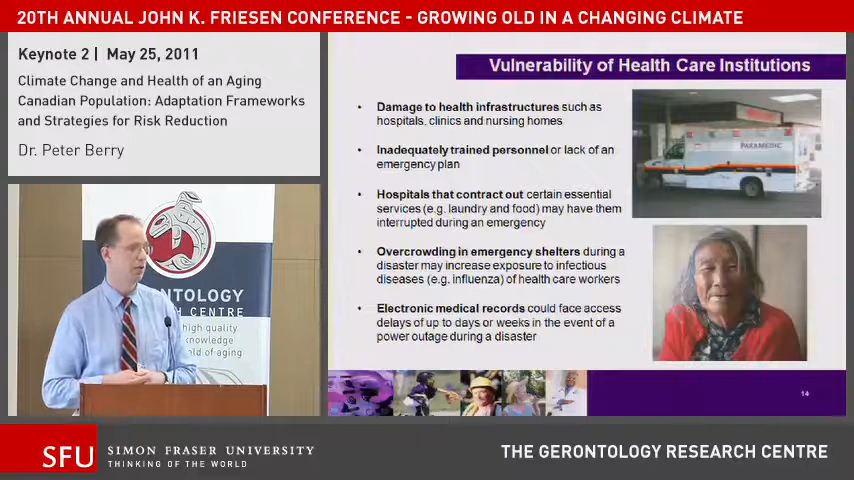 20TH ANNUAL JOHN K. FRIESEN CONFERENCE - GROWING OLD IN A CHANGING CLIMATE
Keynote 2 | May 25, 2011
Climate Change and Health of an Aging
Canadian Population: Adaptation Frameworks
and Strategies for Risk Reduction
Dr. Peter Berry
ONTOLOGY
CH CENTRE
high quality
knowledge
old of aging
Vulnerability of Health Care Institutions
• Damage to health infrastructures such as
hospitals, clinics and nursing homes
• Inadequately trained personnel or lack of an
emergency plan
• Hospitals that contract out certain essential
services (e.g. laundry and food) may have them
interrupted during an emergency
• Overcrowding in emergency shelters during a
disaster may increase exposure to infectious
diseases (e.g. influenza) of health care workers
• Electronic medical records could face access
delays of up to days or weeks in the event of a
power outage during a disaster
PARAMEDIC
14
SFU SIMON FRASER UNIVERSITY
THINKING OF THE WORLD
THE GERONTOLOGY RESEARCH CENTRE